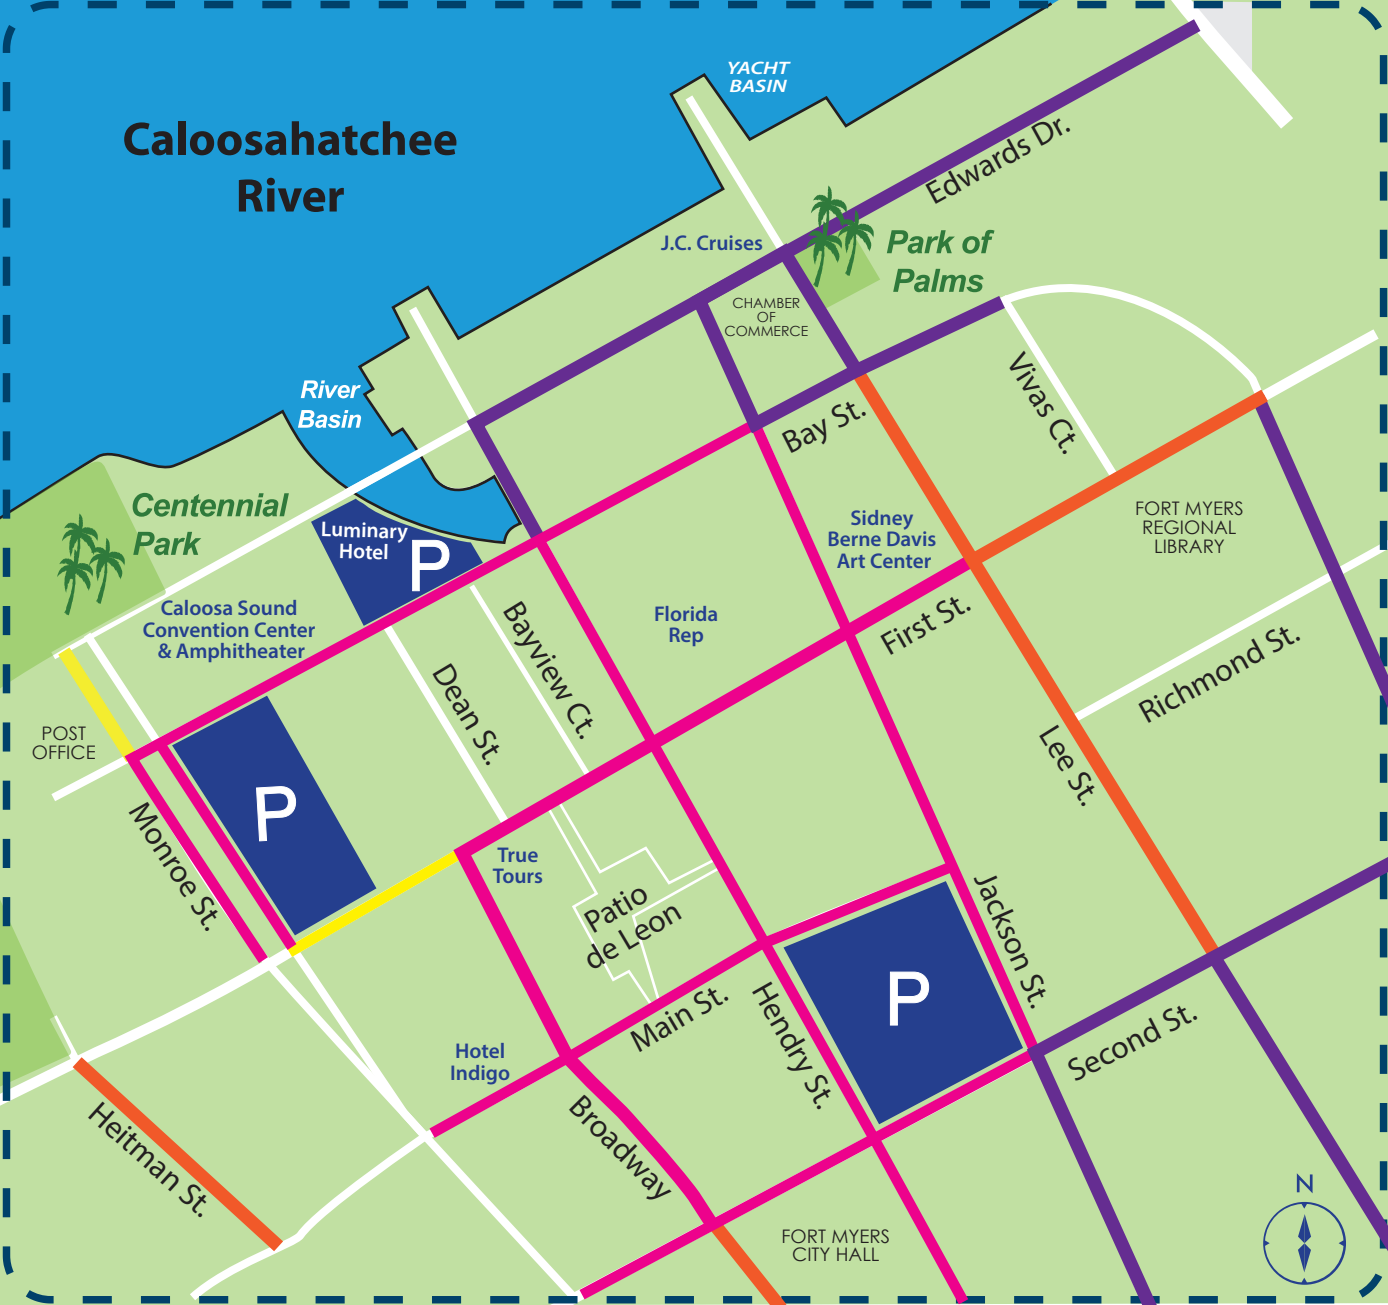 YACHT
BASIN
Caloosahatchee
River
Edwards Dr.
J.C. Cruises
Park of
Palms
CHAMBER
OF
COMMERCE
River
Basin
Vivas Ct.
Bay St.
Centennial
Park
Luminary
Hotel
P
Sidney
Berne Davis
Art Center
FORT MYERS
REGIONAL
LIBRARY
Caloosa Sound
Convention Center
& Amphitheater
Bayview Ct.
Florida
Rep
First St.
Richmond St.
Dean St.
POST
OFFICE
Lee St.
P
Monroe St.
True
Tours
Patio
de Leon
Jackson St.
P
Main St.
Hendry St.
Second St.
Hotel
Indigo
Heitman St.
Broadway
FORT MYERS
CITY HALL
N